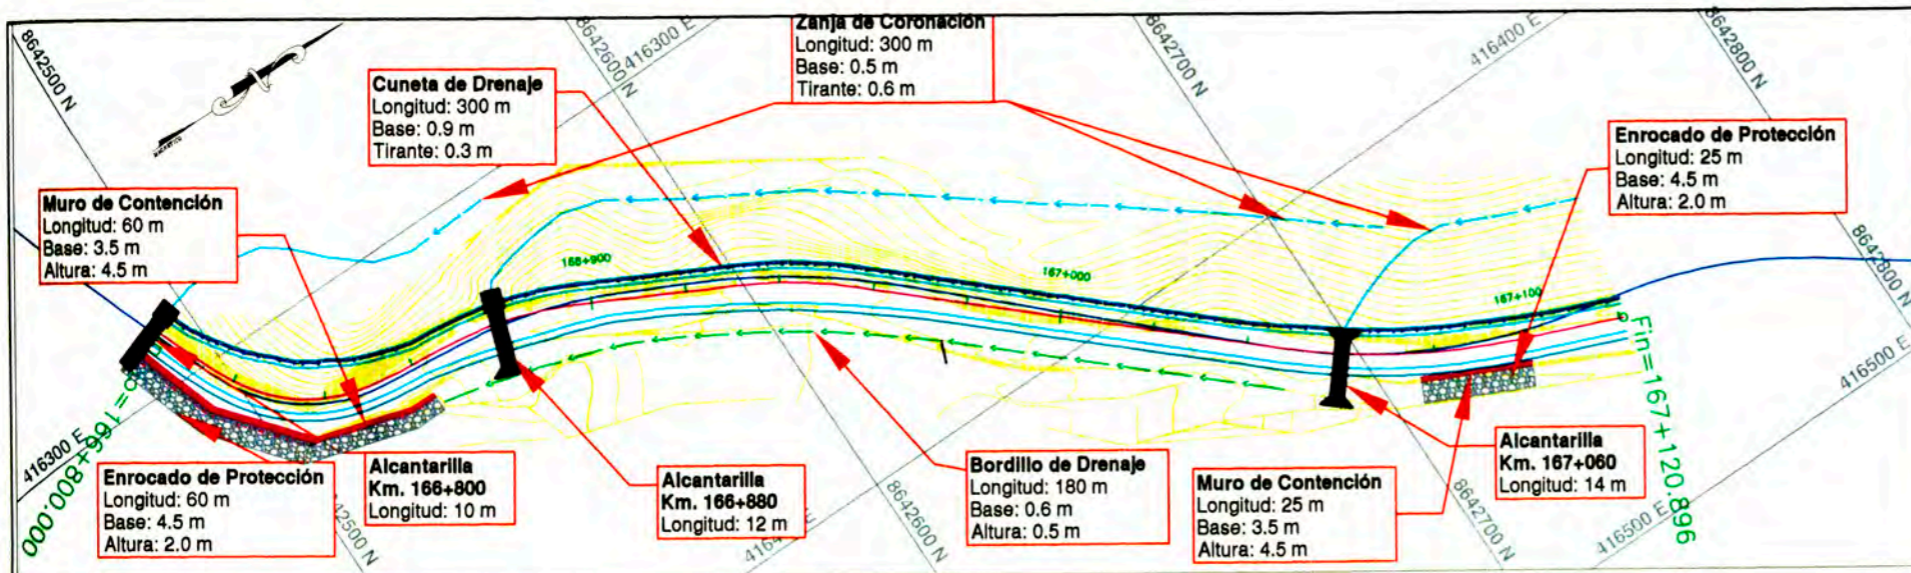 8642500 N
8642600 N
416300 E
Zanja de Coronación
Longitud: 300 m
Base: 0.5 m
Tirante: 0.6 m
8642700 N
416400 E
8642800 N
Cuneta de Drenaje
Longitud: 300 m
Base: 0.9 m
Tirante: 0.3 m
Enrocado de Protección
Longitud: 25 m
Base: 4.5 m
Altura: 2.0 m
Muro de Contención
Longitud: 60 m
Base: 3.5 m
Altura: 4.5 m
166+900
167+000
167+100
8642800 N
Fin=167+120.896
416500 E
416300 E
=166+800.000
Enrocado de Protección
Longitud: 60 m
Base: 4.5 m
Altura: 2.0 m
Alcantarilla
Km. 166+800
Longitud: 10 m
8642500 N
Alcantarilla
Km. 166+880
Longitud: 12 m
8642600 N
Bordillo de Drenaje
Longitud: 180 m
Base: 0.6 m
Altura: 0.5 m
Muro de Contención
Longitud: 25 m
Base: 3.5 m
Altura: 4.5 m
Alcantarilla
Km. 167+060
Longitud: 14 m
8642700 N
416500 E